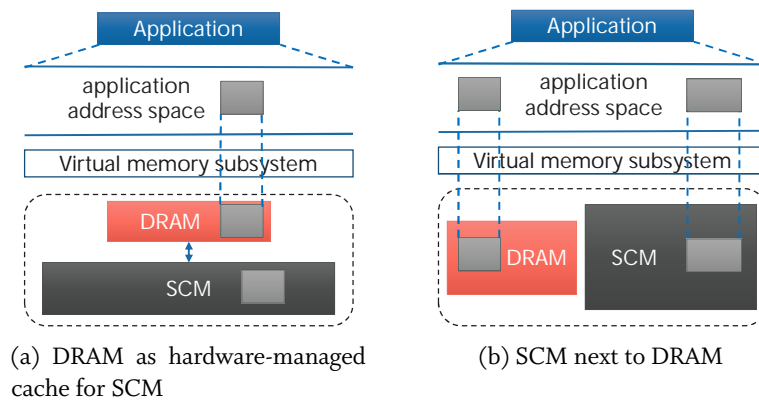 Application
application
address space
Virtual memory subsystem
DRAM
SCM
(a) DRAM as hardware-managed
cache for SCM
Application
application
address space
Virtual memory subsystem
DRAM
SCM
(b) SCM next to DRAM